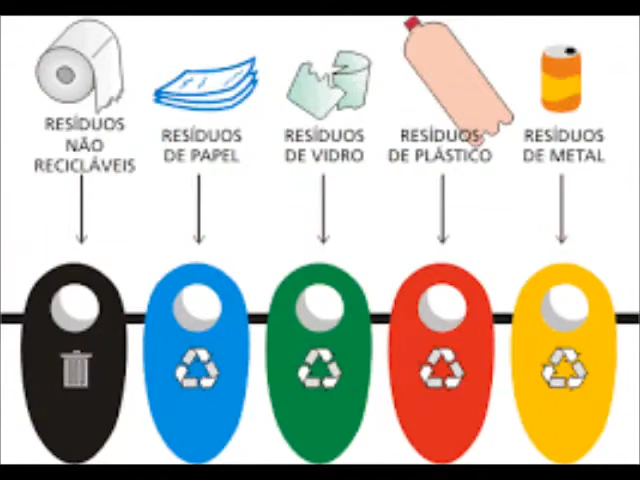 RESÍDUOS
NÃO
RECICLÁVEIS
RESÍDUOS
DE PAPEL
RESÍDUOS
DE VIDRO
RESÍDUOS
DE PLÁSTICO
RESÍDUOS
DE METAL